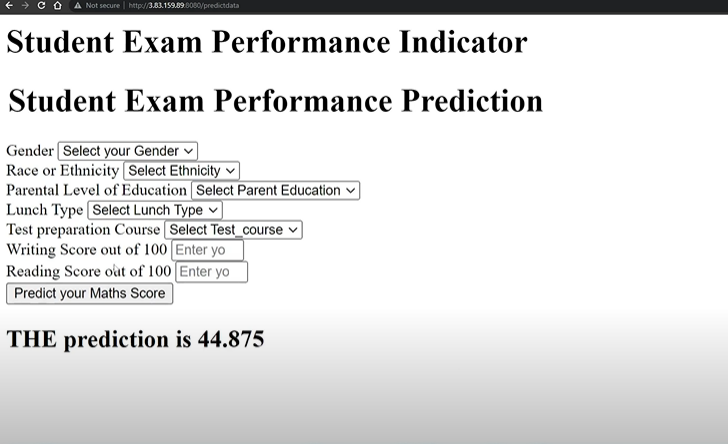 Not secure | http://3.83.159.89:8080/predictdata
Student Exam Performance Indicator
Student Exam Performance Prediction
Gender Select your Gender
Race or Ethnicity Select Ethnicity
Parental Level of Education Select Parent Education
Lunch Type Select Lunch Type
Test preparation Course Select Test_course
Writing Score out of 100 Enter yo
Reading Score out of 100 Enter yo
Predict your Maths Score
THE prediction is 44.875